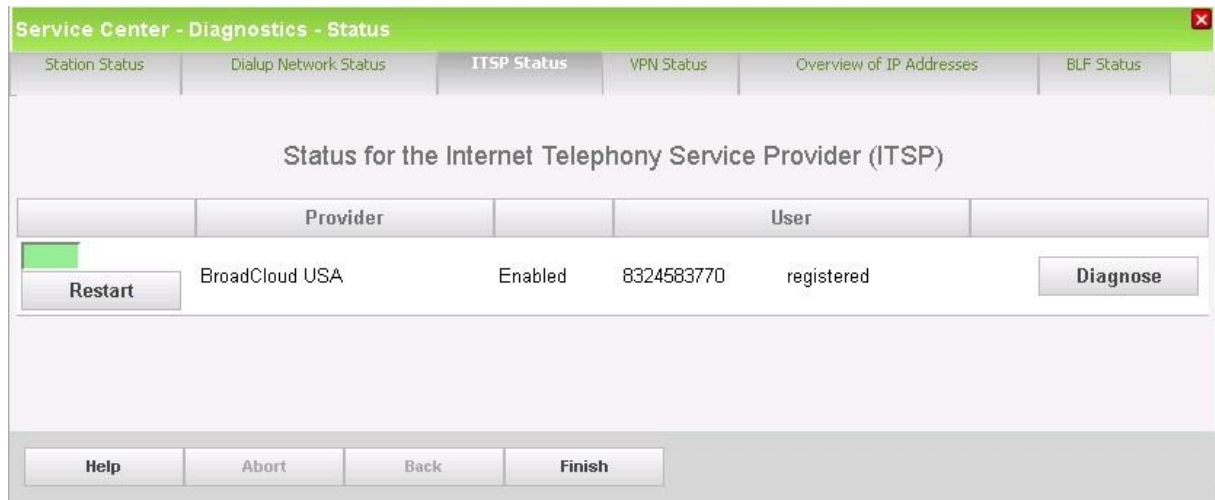 Service Center - Diagnostics - Status
Station Status Dialup Network Status ITSP Status VPN Status Overview of IP Addresses BLF Status
Status for the Internet Telephony Service Provider (ITSP)
Provider User
Restart BroadCloud USA Enabled 8324583770 registered Diagnose
Help Abort Back Finish